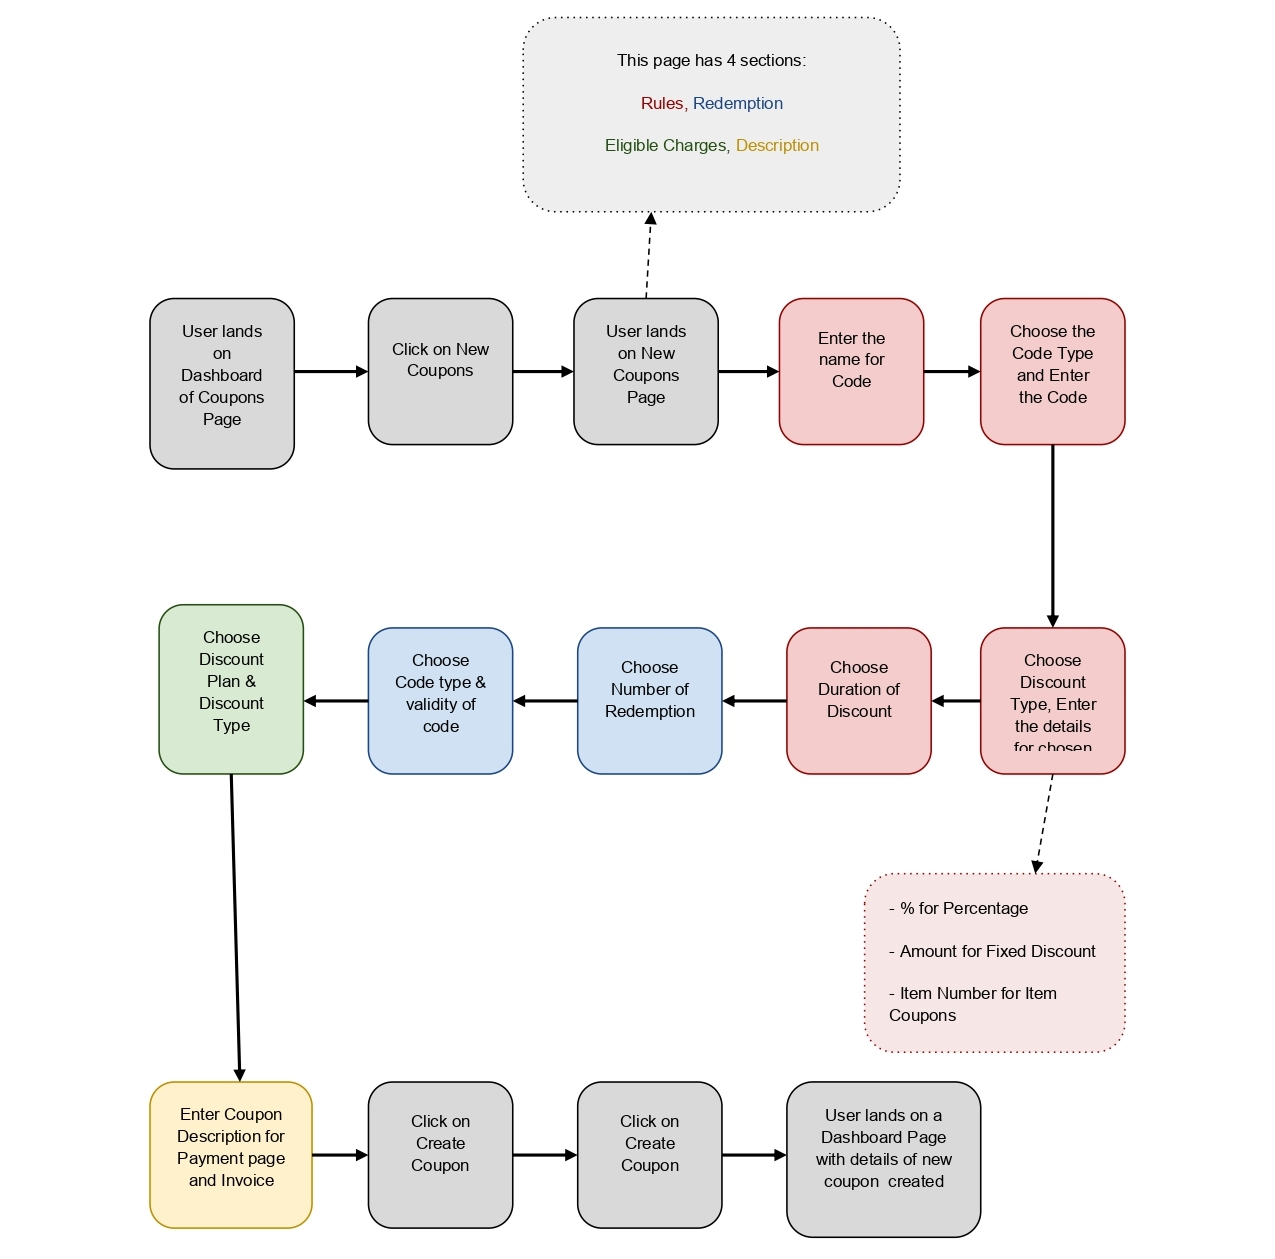 This page has 4 sections:
Rules, Redemption
Eligible Charges, Description
User lands
on
Dashboard
of Coupons
Page
Click on New
Coupons
User lands
on New
Coupons
Page
Enter the
name for
Code
Choose the
Code Type
and Enter
the Code
Choose
Discount
Plan &
Discount
Type
Choose
Code type &
validity of
code
Choose
Number of
Redemption
Choose
Duration of
Discount
Choose
Discount
Type, Enter
the details
for chosen
- % for Percentage
- Amount for Fixed Discount
- Item Number for Item
Coupons
Enter Coupon
Description for
Payment page
and Invoice
Click on
Create
Coupon
Click on
Create
Coupon
User lands on a
Dashboard Page
with details of new
coupon  created